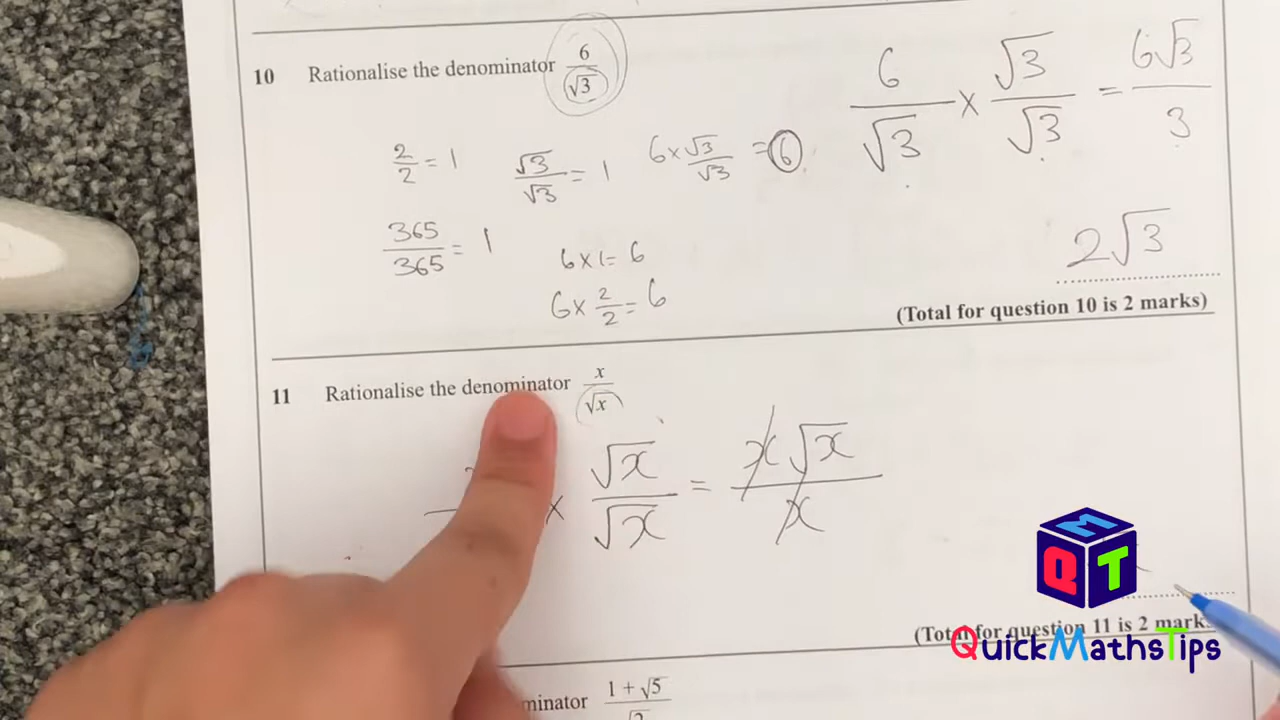 10 Rationalise the denominator 6/√3
6/√3 × √3/√3 = 6√3/3
2/2 = 1 √3/√3 = 1 6 × √3/√3 = 6
365/365 = 1
6 × 1 = 6
6 × 2/2 = 6
2√3
(Total for question 10 is 2 marks)
11 Rationalise the denominator x/√x
× √x/√x = x√x/x
(Total for question 11 is 2 mark
minator 1 + √5
M
Q T
QuickMathsTips